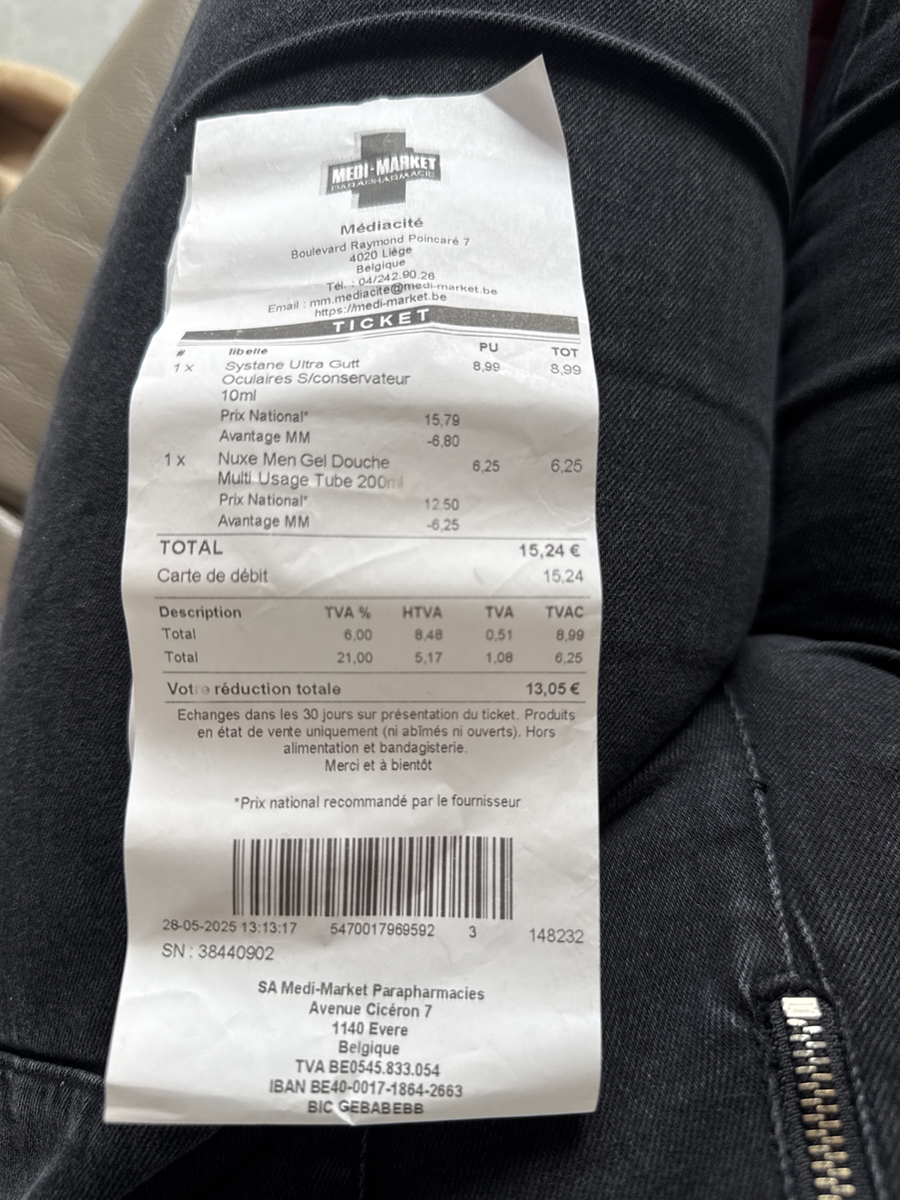 MEDI-MARKET
PARAPHARMACIE
Médiacité
Boulevard Raymond Poincaré 7
4020 Liège
Belgique
Tél. : 04/242.90.26
Email : mm.mediacite@medi-market.be
https://medi-market.be
TICKET
# libellé PU TOT
1 x Systane Ultra Gutt 8,99 8,99
Oculaires S/conservateur
10ml
Prix National* 15,79
Avantage MM -6,80
1 x Nuxe Men Gel Douche 6,25 6,25
Multi Usage Tube 200ml
Prix National* 12,50
Avantage MM -6,25
TOTAL 15,24 €
Carte de débit 15,24
Description TVA % HTVA TVA TVAC
Total 6,00 8,48 0,51 8,99
Total 21,00 5,17 1,08 6,25
Votre réduction totale 13,05 €
Echanges dans les 30 jours sur présentation du ticket. Produits
en état de vente uniquement (ni abîmés ni ouverts). Hors
alimentation et bandagisterie.
Merci et à bientôt
*Prix national recommandé par le fournisseur
28-05-2025 13:13:17 5470017969592 3 148232
SN : 38440902
SA Medi-Market Parapharmacies
Avenue Cicéron 7
1140 Evere
Belgique
TVA BE0545.833.054
IBAN BE40-0017-1864-2663
BIC GEBABEBB